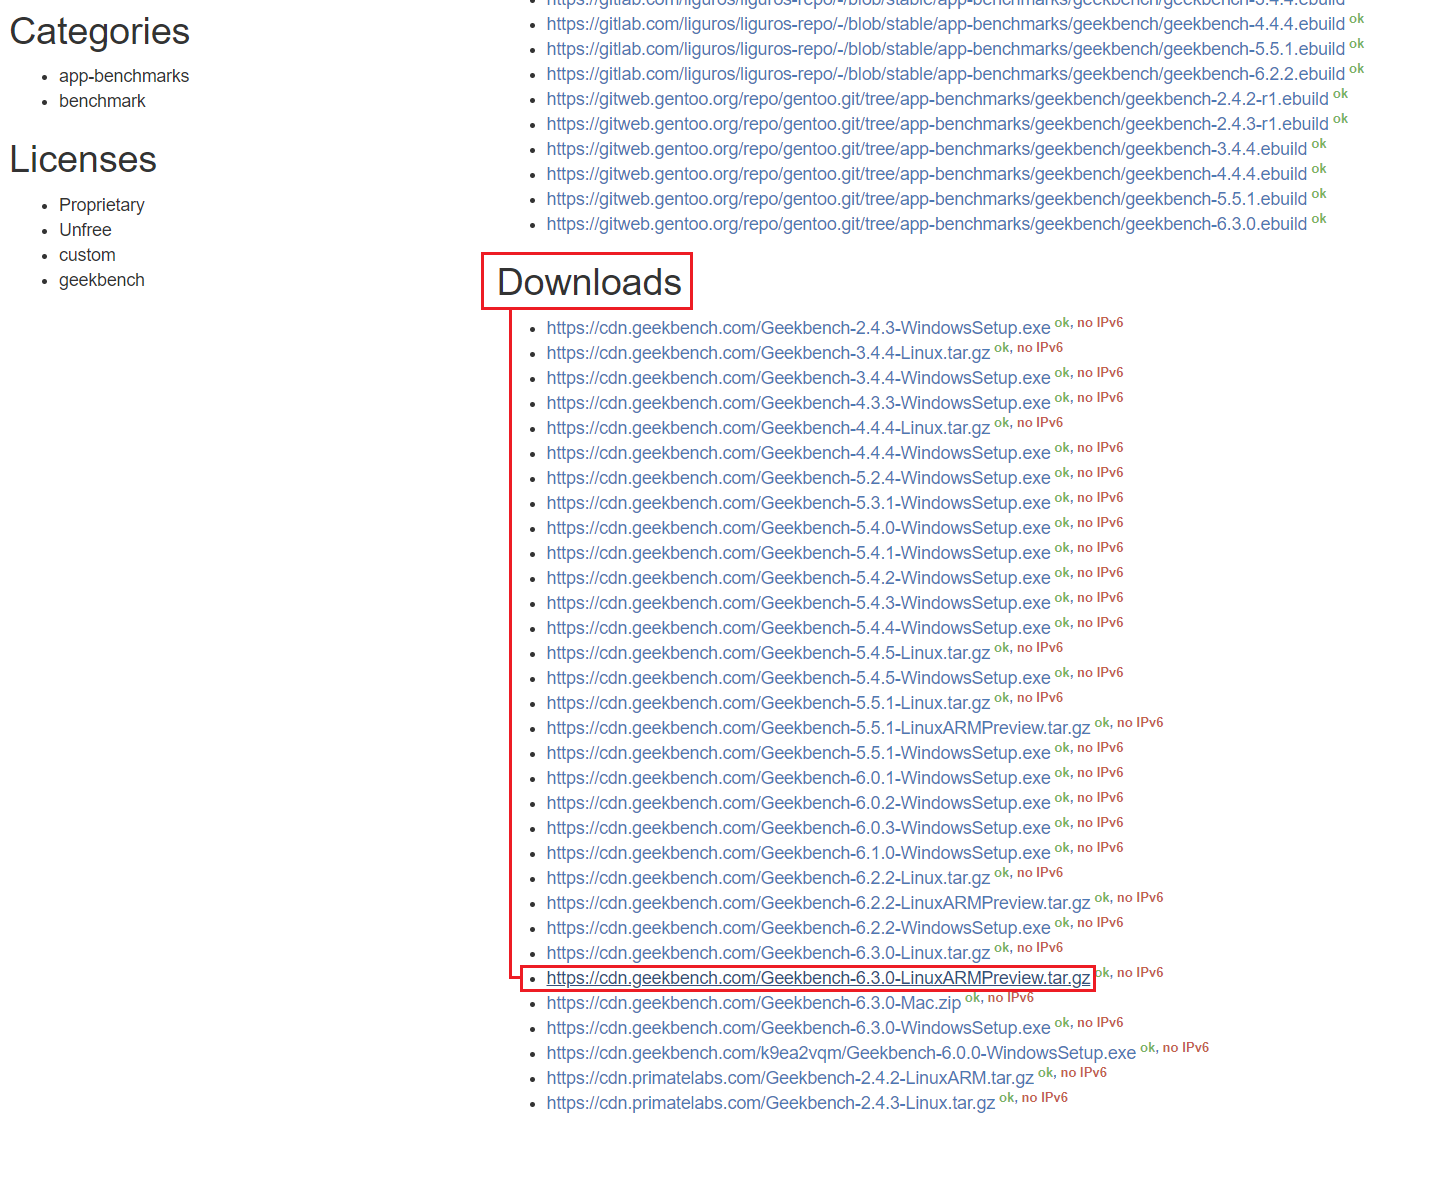 Categories
app-benchmarks
benchmark
Licenses
Proprietary
Unfree
custom
geekbench
https://gitlab.com/liguros/liguros-repo/-/blob/stable/app-benchmarks/geekbench/geekbench-3.4.4.ebuild
https://gitlab.com/liguros/liguros-repo/-/blob/stable/app-benchmarks/geekbench/geekbench-4.4.4.ebuild ok
https://gitlab.com/liguros/liguros-repo/-/blob/stable/app-benchmarks/geekbench/geekbench-5.5.1.ebuild ok
https://gitlab.com/liguros/liguros-repo/-/blob/stable/app-benchmarks/geekbench/geekbench-6.2.2.ebuild ok
https://gitweb.gentoo.org/repo/gentoo.git/tree/app-benchmarks/geekbench/geekbench-2.4.2-r1.ebuild ok
https://gitweb.gentoo.org/repo/gentoo.git/tree/app-benchmarks/geekbench/geekbench-2.4.3-r1.ebuild ok
https://gitweb.gentoo.org/repo/gentoo.git/tree/app-benchmarks/geekbench/geekbench-3.4.4.ebuild ok
https://gitweb.gentoo.org/repo/gentoo.git/tree/app-benchmarks/geekbench/geekbench-4.4.4.ebuild ok
https://gitweb.gentoo.org/repo/gentoo.git/tree/app-benchmarks/geekbench/geekbench-5.5.1.ebuild ok
https://gitweb.gentoo.org/repo/gentoo.git/tree/app-benchmarks/geekbench/geekbench-6.3.0.ebuild ok
Downloads
https://cdn.geekbench.com/Geekbench-2.4.3-WindowsSetup.exe ok, no IPv6
https://cdn.geekbench.com/Geekbench-3.4.4-Linux.tar.gz ok, no IPv6
https://cdn.geekbench.com/Geekbench-3.4.4-WindowsSetup.exe ok, no IPv6
https://cdn.geekbench.com/Geekbench-4.3.3-WindowsSetup.exe ok, no IPv6
https://cdn.geekbench.com/Geekbench-4.4.4-Linux.tar.gz ok, no IPv6
https://cdn.geekbench.com/Geekbench-4.4.4-WindowsSetup.exe ok, no IPv6
https://cdn.geekbench.com/Geekbench-5.2.4-WindowsSetup.exe ok, no IPv6
https://cdn.geekbench.com/Geekbench-5.3.1-WindowsSetup.exe ok, no IPv6
https://cdn.geekbench.com/Geekbench-5.4.0-WindowsSetup.exe ok, no IPv6
https://cdn.geekbench.com/Geekbench-5.4.1-WindowsSetup.exe ok, no IPv6
https://cdn.geekbench.com/Geekbench-5.4.2-WindowsSetup.exe ok, no IPv6
https://cdn.geekbench.com/Geekbench-5.4.3-WindowsSetup.exe ok, no IPv6
https://cdn.geekbench.com/Geekbench-5.4.4-WindowsSetup.exe ok, no IPv6
https://cdn.geekbench.com/Geekbench-5.4.5-Linux.tar.gz ok, no IPv6
https://cdn.geekbench.com/Geekbench-5.4.5-WindowsSetup.exe ok, no IPv6
https://cdn.geekbench.com/Geekbench-5.5.1-Linux.tar.gz ok, no IPv6
https://cdn.geekbench.com/Geekbench-5.5.1-LinuxARMPreview.tar.gz ok, no IPv6
https://cdn.geekbench.com/Geekbench-5.5.1-WindowsSetup.exe ok, no IPv6
https://cdn.geekbench.com/Geekbench-6.0.1-WindowsSetup.exe ok, no IPv6
https://cdn.geekbench.com/Geekbench-6.0.2-WindowsSetup.exe ok, no IPv6
https://cdn.geekbench.com/Geekbench-6.0.3-WindowsSetup.exe ok, no IPv6
https://cdn.geekbench.com/Geekbench-6.1.0-WindowsSetup.exe ok, no IPv6
https://cdn.geekbench.com/Geekbench-6.2.2-Linux.tar.gz ok, no IPv6
https://cdn.geekbench.com/Geekbench-6.2.2-LinuxARMPreview.tar.gz ok, no IPv6
https://cdn.geekbench.com/Geekbench-6.2.2-WindowsSetup.exe ok, no IPv6
https://cdn.geekbench.com/Geekbench-6.3.0-Linux.tar.gz ok, no IPv6
https://cdn.geekbench.com/Geekbench-6.3.0-LinuxARMPreview.tar.gz ok, no IPv6
https://cdn.geekbench.com/Geekbench-6.3.0-Mac.zip ok, no IPv6
https://cdn.geekbench.com/Geekbench-6.3.0-WindowsSetup.exe ok, no IPv6
https://cdn.geekbench.com/k9ea2vqm/Geekbench-6.0.0-WindowsSetup.exe ok, no IPv6
https://cdn.primatelabs.com/Geekbench-2.4.2-LinuxARM.tar.gz ok, no IPv6
https://cdn.primatelabs.com/Geekbench-2.4.3-Linux.tar.gz ok, no IPv6